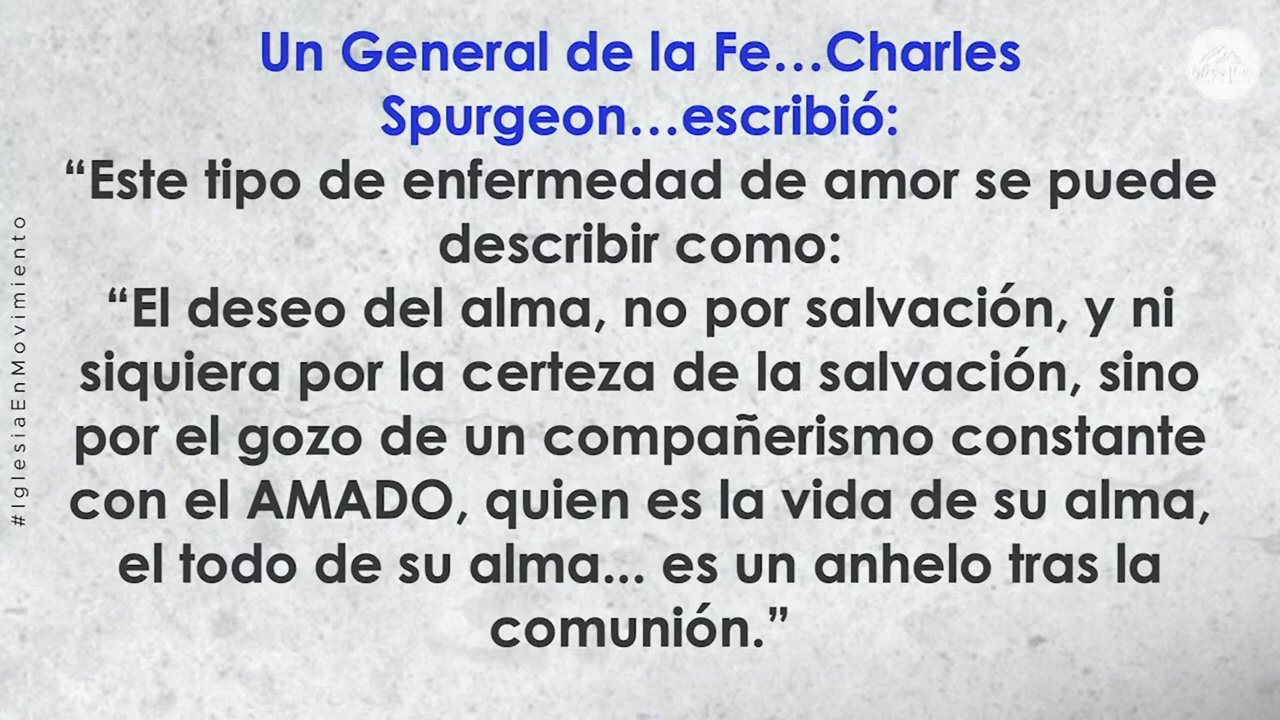 Un General de la Fe...Charles
Spurgeon...escribió:
“Este tipo de enfermedad de amor se puede
describir como:
“El deseo del alma, no por salvación, y ni
siquiera por la certeza de la salvación, sino
por el gozo de un compañerismo constante
con el AMADO, quien es la vida de su alma,
el todo de su alma... es un anhelo tras la
comunión.”
#IglesiaEnMovimiento